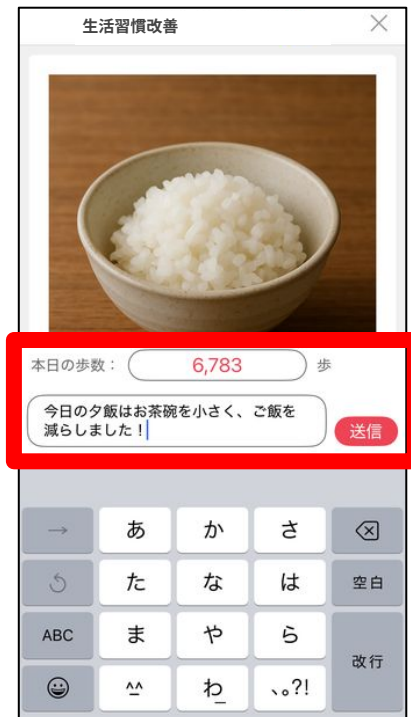 生活習慣改善
本日の歩数： 6,783 歩
今日の夕飯はお茶碗を小さく、ご飯を
減らしました！
送信
→ あ か さ
た な は 空白
ABC ま や ら
改行
^^ わ_ 、。?!